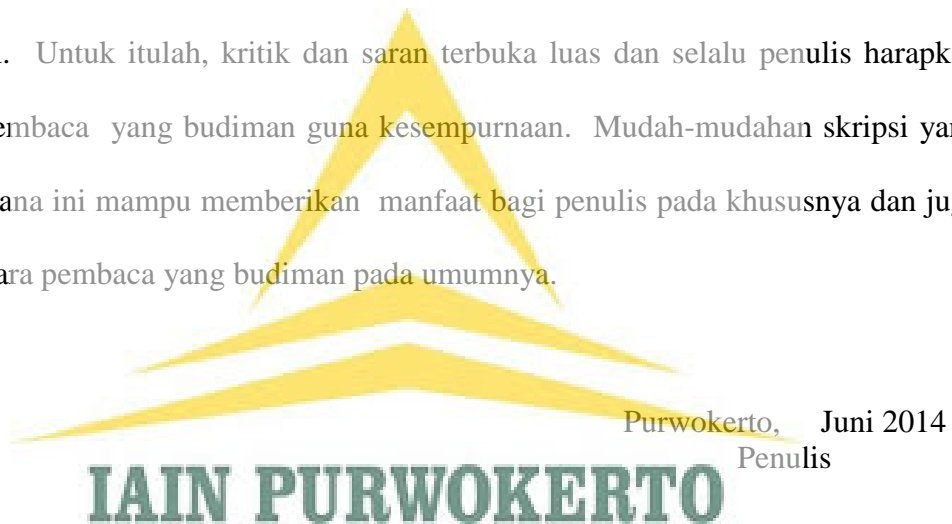 Untuk itulah, kritik dan saran terbuka luas dan selalu penulis harapk
embaca yang budiman guna kesempurnaan. Mudah-mudahan skripsi yan
ana ini mampu memberikan manfaat bagi penulis pada khususnya dan ju
ara pembaca yang budiman pada umumnya.
Purwokerto, Juni 2014
Penulis
IAIN PURWOKERTO